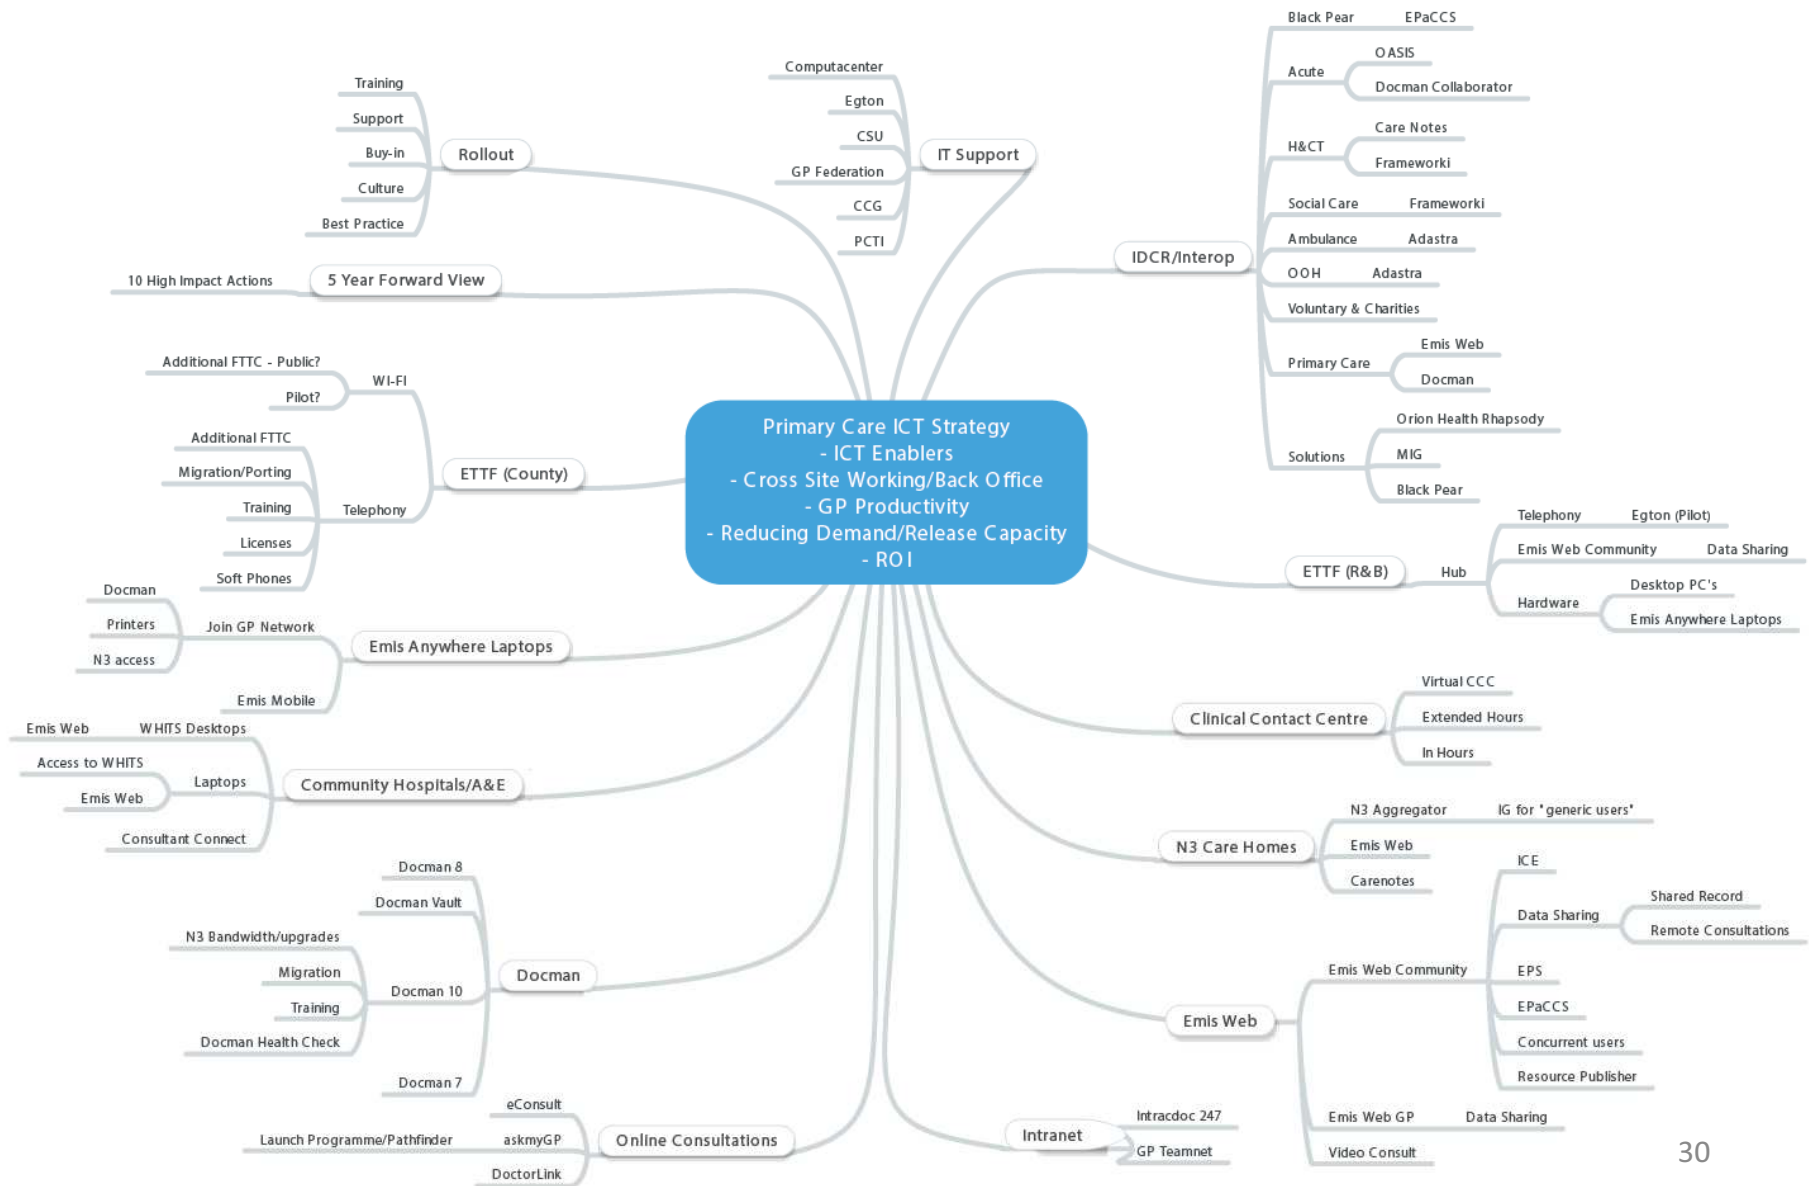 Primary Care ICT Strategy
- ICT Enablers
- Cross Site Working/Back Office
- GP Productivity
- Reducing Demand/Release Capacity
- ROI
Rollout
Training
Support
Buy-in
Culture
Best Practice
5 Year Forward View
10 High Impact Actions
ETTF (County)
WI-FI
Additional FTTC - Public?
Pilot?
Telephony
Additional FTTC
Migration/Porting
Training
Licenses
Soft Phones
Emis Anywhere Laptops
Join GP Network
Docman
Printers
N3 access
Emis Mobile
Community Hospitals/A&E
WHITS Desktops
Emis Web
Laptops
Access to WHITS
Emis Web
Consultant Connect
Docman
Docman 8
Docman Vault
Docman 10
N3 Bandwidth/upgrades
Migration
Training
Docman Health Check
Docman 7
Online Consultations
eConsult
askmyGP
Launch Programme/Pathfinder
DoctorLink
IT Support
Computacenter
Egton
CSU
GP Federation
CCG
PCTI
IDCR/Interop
Black Pear
EPaCCS
Acute
OASIS
Docman Collaborator
H&CT
Care Notes
Frameworki
Social Care
Frameworki
Ambulance
Adastra
OOH
Adastra
Voluntary & Charities
Primary Care
Emis Web
Docman
Solutions
Orion Health Rhapsody
MIG
Black Pear
ETTF (R&B)
Hub
Telephony
Egton (Pilot)
Emis Web Community
Data Sharing
Hardware
Desktop PC's
Emis Anywhere Laptops
Clinical Contact Centre
Virtual CCC
Extended Hours
In Hours
N3 Care Homes
N3 Aggregator
IG for "generic users"
Emis Web
Carenotes
Emis Web
Emis Web Community
ICE
Data Sharing
Shared Record
Remote Consultations
EPS
EPaCCS
Concurrent users
Resource Publisher
Emis Web GP
Data Sharing
Video Consult
Intranet
Intracdoc 247
GP Teamnet
30